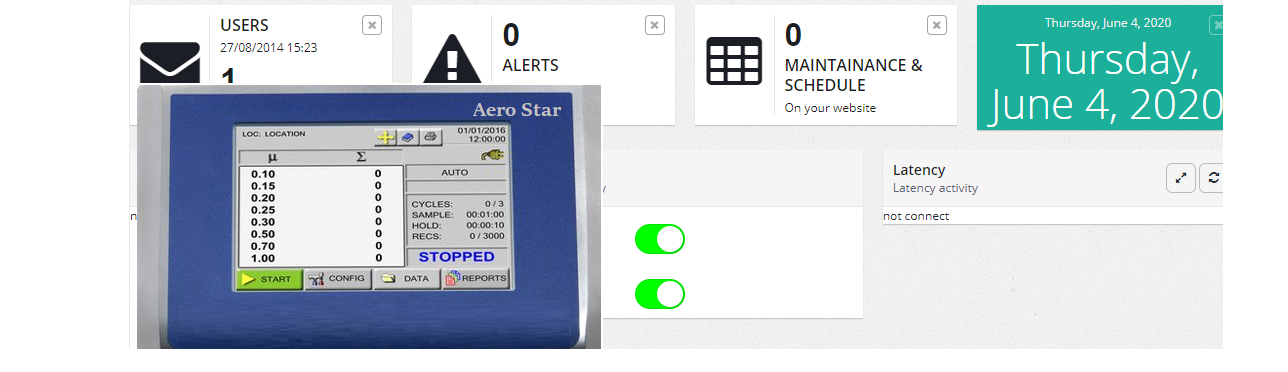 USERS
27/08/2014 15:23
1
0
ALERTS
0
MAINTAINANCE &
SCHEDULE
On your website
Thursday, June 4, 2020
Thursday,
June 4, 2020
Aero Star
LOC: LOCATION
01/01/2016
12:00:00
µ Σ
0.10 0
0.15 0
0.20 0
0.25 0
0.30 0
0.50 0
0.70 0
1.00 0
AUTO
CYCLES: 0 / 3
SAMPLE: 00:01:00
HOLD: 00:00:10
RECS: 0 / 3000
STOPPED
START
CONFIG
DATA
REPORTS
Latency
Latency activity
not connect